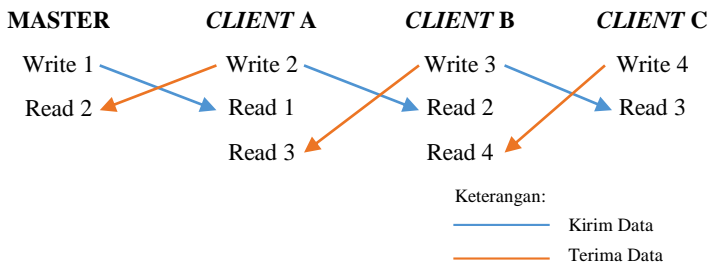 MASTER CLIENT A CLIENT B CLIENT C
Write 1 Write 2 Write 3 Write 4
Read 2 Read 1 Read 2 Read 3
Read 3 Read 4
Keterangan:
Kirim Data
Terima Data